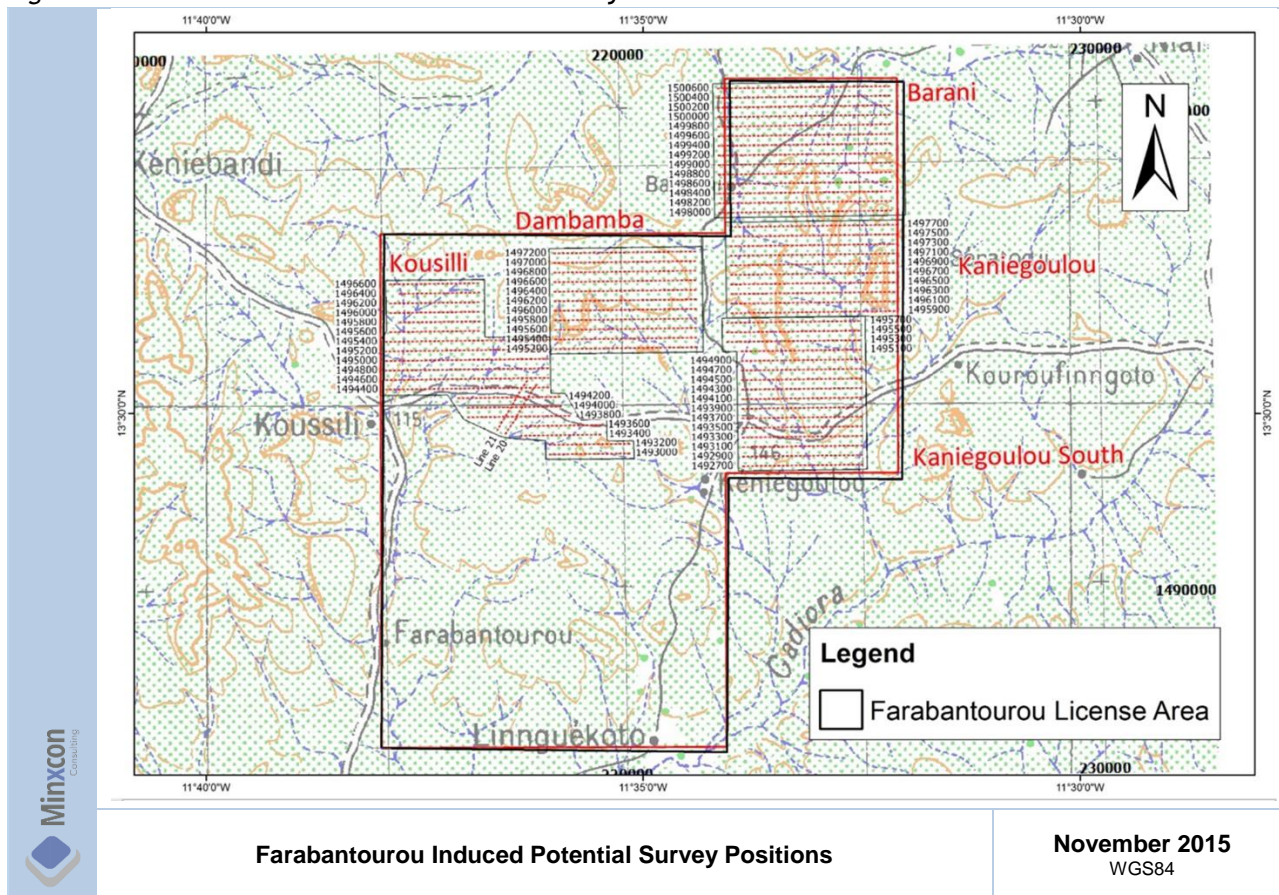 11°40'0"W
11°35'0"W
11°30'0"W
220000
230000
Barani
1500600
1500400
1500200
1500000
1499800
1499600
1499400
1499200
1499000
1498800
1498600
1498400
1498200
1498000
N
Keniébandi
Dambamba
Kousilli
1497200
1497000
1496800
1496600
1496400
1496200
1496000
1495800
1495600
1495400
1495200
1496600
1496400
1496200
1496000
1495800
1495600
1495400
1495200
1495000
1494800
1494600
1494400
1497700
1497500
1497300
1497100
1496900
1496700
1496500
1496300
1496100
1495900
Kaniegoulou
1495700
1495500
1495300
1495100
1494900
1494700
1494500
1494300
1494100
1493900
1493700
1493500
1493300
1493100
1492900
1492700
Kouroufinngoto
13°30'0"N
13°30'0"N
Koussili
115
1494200
1494000
1493800
1493600
1493400
1493200
1493000
Line 21
Line 20
146
Kaniegoulou South
Keniegoulou
200
1490000
Farabantourou
Gadiora
Linnguékoto
Legend
Farabantourou License Area
220000
230000
11°40'0"W
11°35'0"W
11°30'0"W
Minxcon
Consulting
Farabantourou Induced Potential Survey Positions
November 2015
WGS84